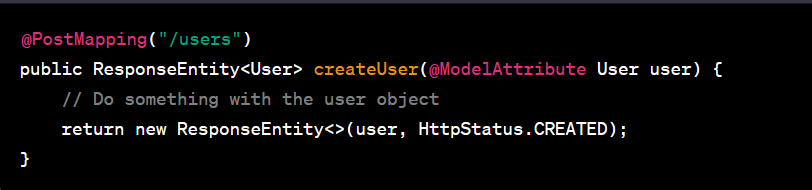 @PostMapping("/users")
public ResponseEntity<User> createUser(@ModelAttribute User user) {
    // Do something with the user object
    return new ResponseEntity<>(user, HttpStatus.CREATED);
}